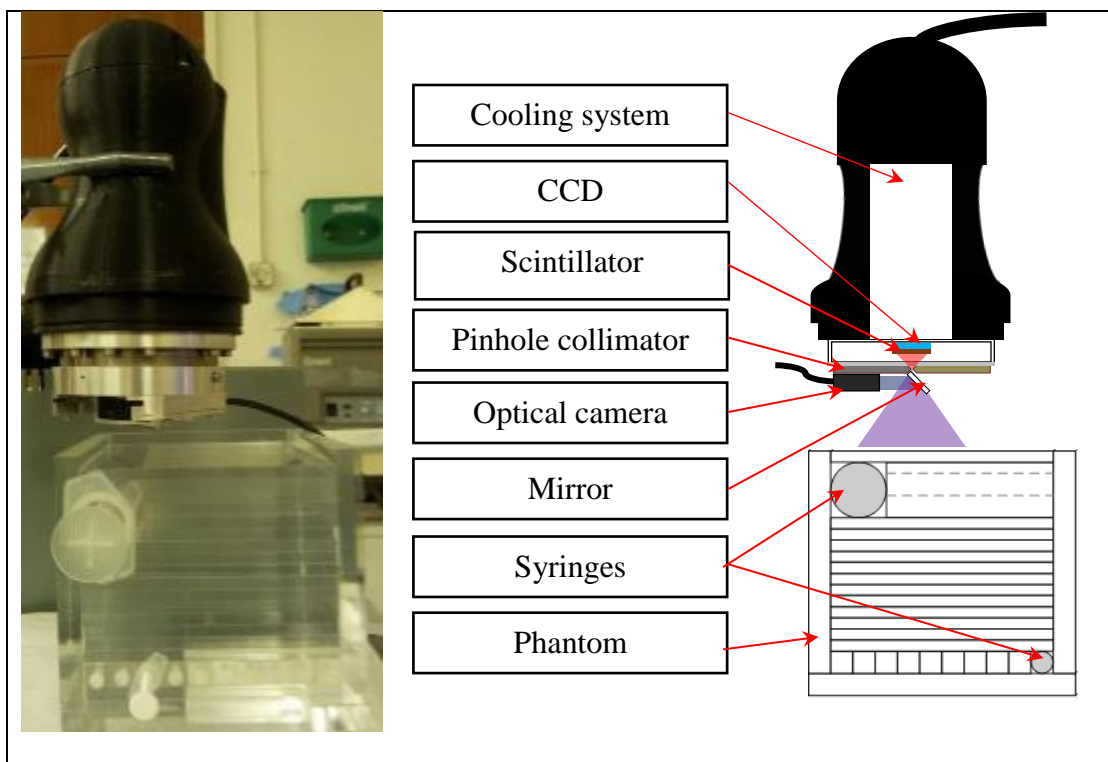 Cooling system
CCD
Scintillator
Pinhole collimator
Optical camera
Mirror
Syringes
Phantom